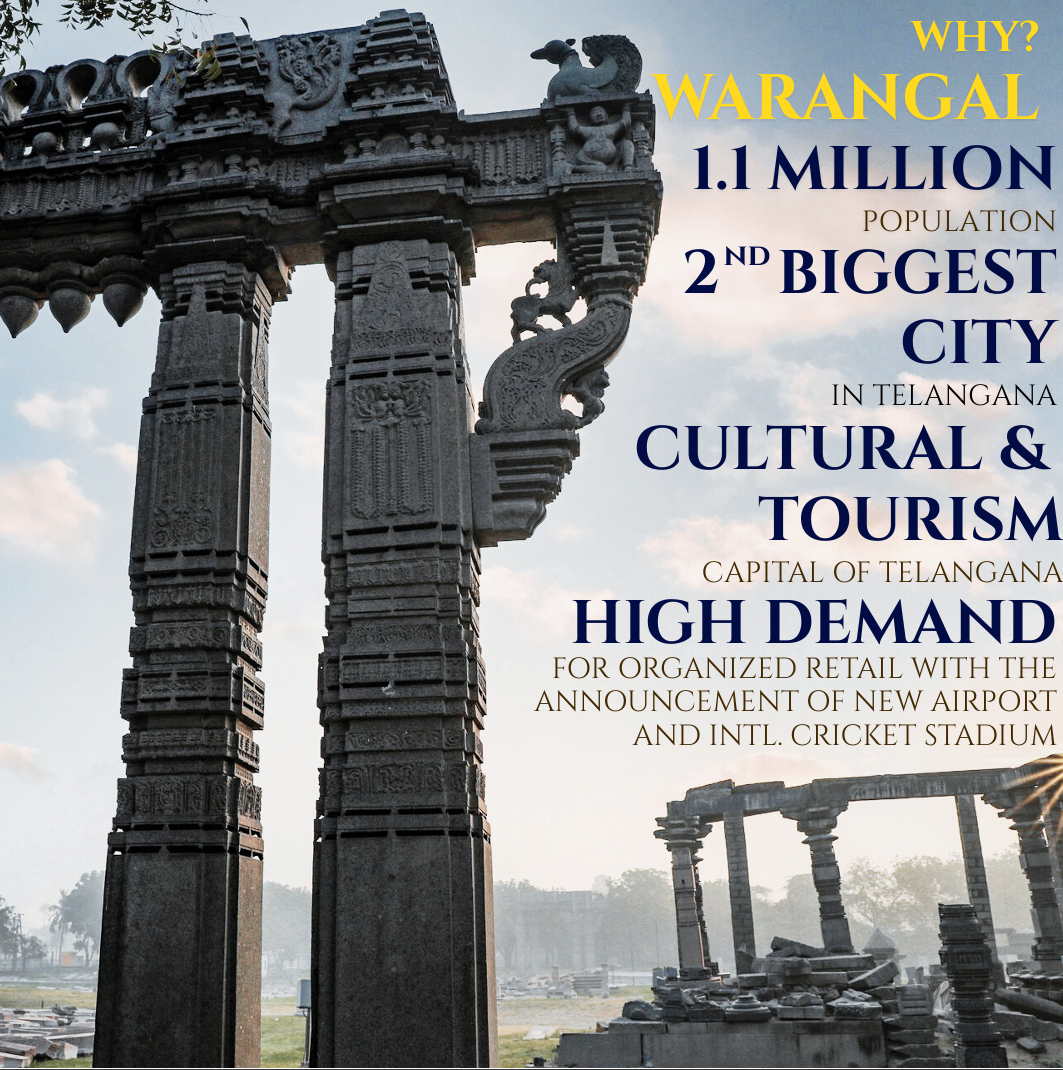 WHY?
WARANGAL
1.1 MILLION
POPULATION
2ND BIGGEST
CITY
IN TELANGANA
CULTURAL &
TOURISM
CAPITAL OF TELANGANA
HIGH DEMAND
FOR ORGANIZED RETAIL WITH THE
ANNOUNCEMENT OF NEW AIRPORT
AND INTL. CRICKET STADIUM